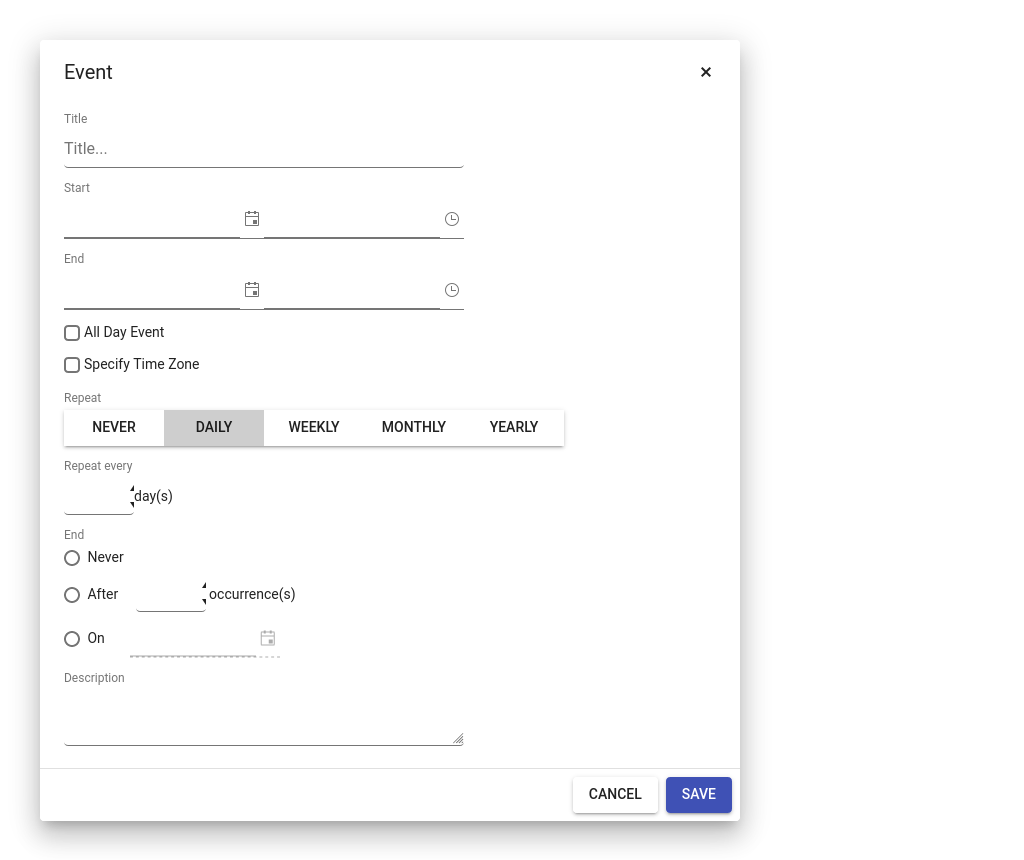 Event
Title
Title...
Start
End
All Day Event
Specify Time Zone
Repeat
NEVER DAILY WEEKLY MONTHLY YEARLY
Repeat every
day(s)
End
Never
After occurrence(s)
On
Description
CANCEL SAVE